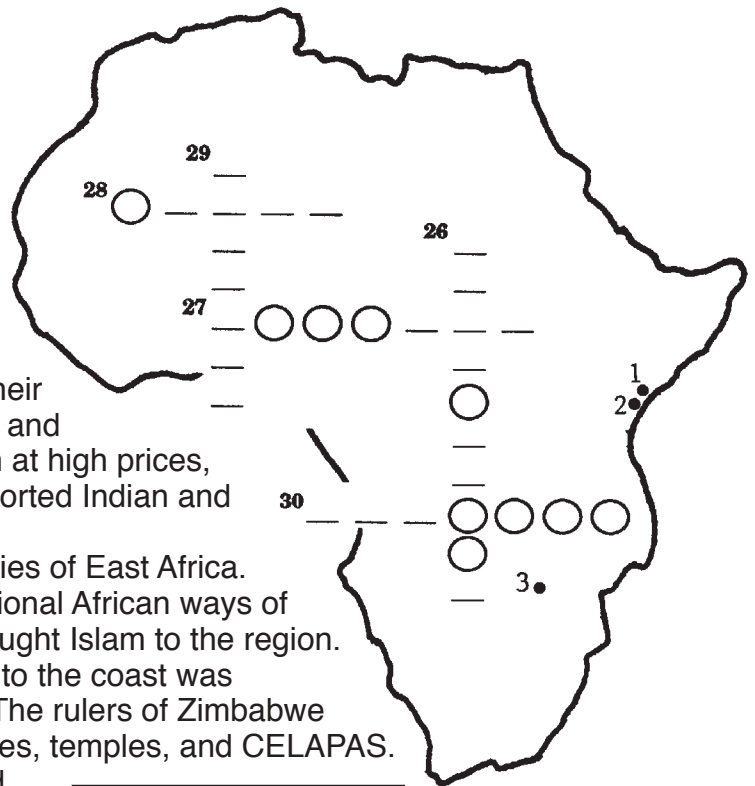 29
28
26
27
1
2
heir
and
at high prices,
orted Indian and
30
ies of East Africa.
ional African ways of
3
ught Islam to the region.
to the coast was
The rulers of Zimbabwe
es, temples, and CELAPAS.